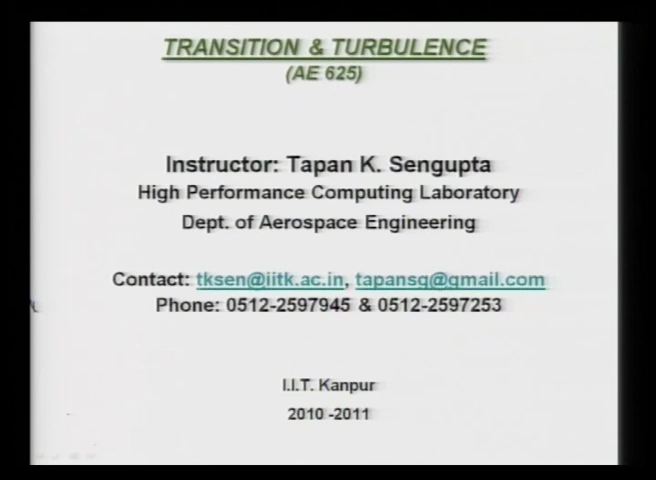 TRANSITION & TURBULENCE
(AE 625)
Instructor: Tapan K. Sengupta
High Performance Computing Laboratory
Dept. of Aerospace Engineering
Contact: tksen@iitk.ac.in, tapansg@gmail.com
Phone: 0512-2597945 & 0512-2597253
I.I.T. Kanpur
2010 -2011